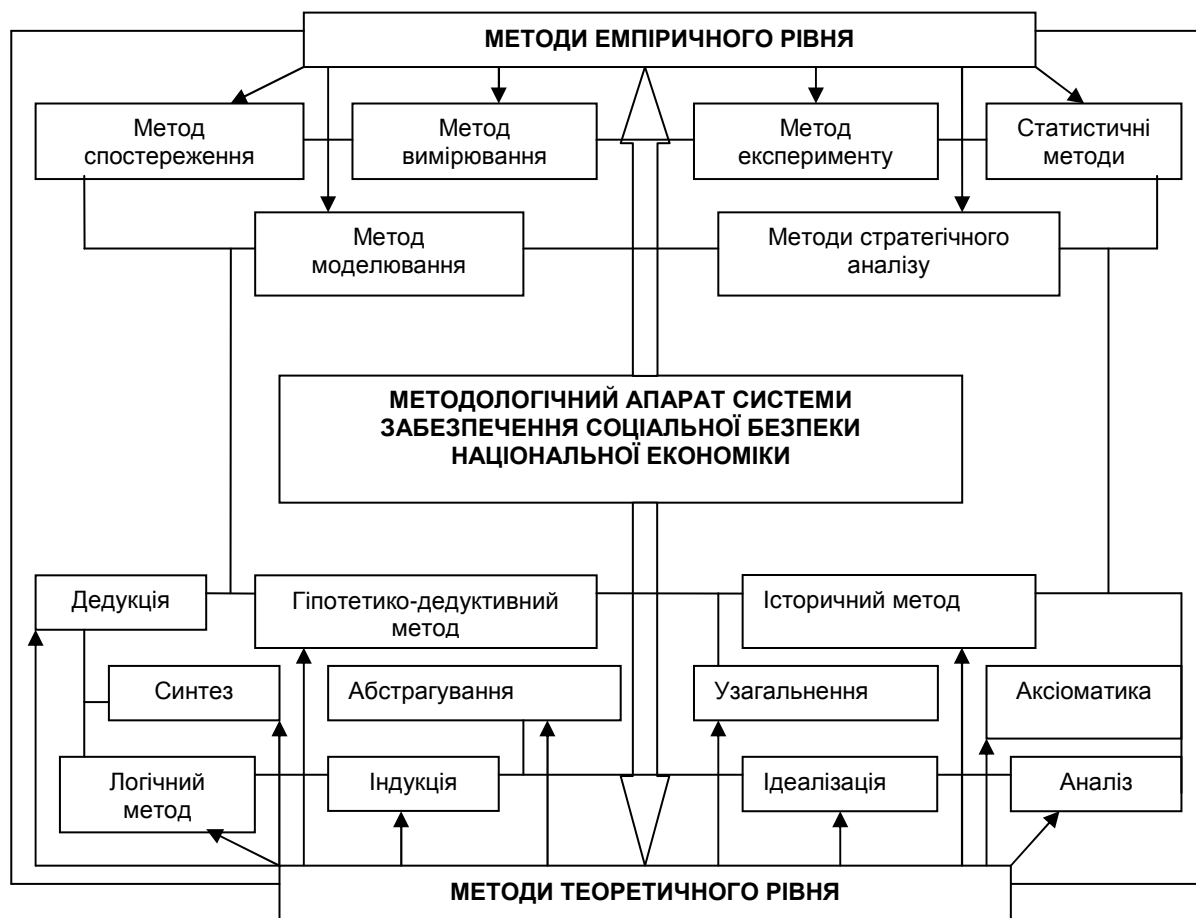 МЕТОДИ ЕМПІРИЧНОГО РІВНЯ
Метод
спостереження
Метод
вимірювання
Метод
експерименту
Статистичні
методи
Метод
моделювання
Методи стратегічного
аналізу
МЕТОДОЛОГІЧНИЙ АПАРАТ СИСТЕМИ
ЗАБЕЗПЕЧЕННЯ СОЦІАЛЬНОЇ БЕЗПЕКИ
НАЦІОНАЛЬНОЇ ЕКОНОМІКИ
Дедукція
Гіпотетико-дедуктивний
метод
Історичний метод
Синтез
Абстрагування
Узагальнення
Аксіоматика
Логічний
метод
Індукція
Ідеалізація
Аналіз
МЕТОДИ ТЕОРЕТИЧНОГО РІВНЯ